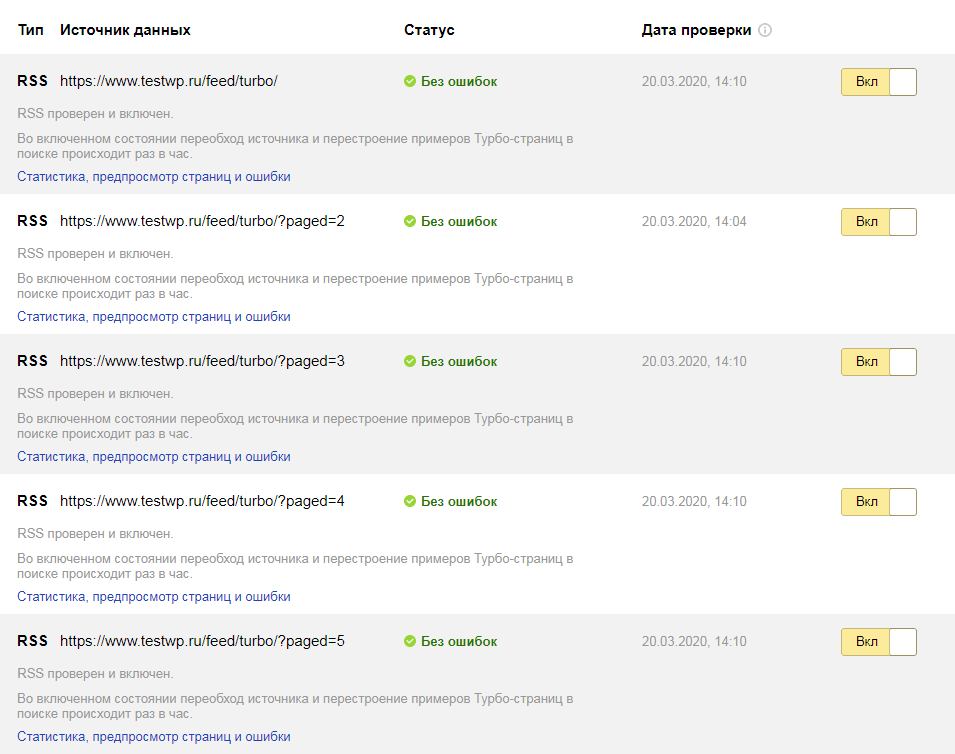 Тип Источник данных Статус Дата проверки
RSS https://www.testwp.ru/feed/turbo/ Без ошибок 20.03.2020, 14:10 Вкл
RSS проверен и включен.
Во включенном состоянии переобход источника и перестроение примеров Турбо-страниц в
поиске происходит раз в час.
Статистика, предпросмотр страниц и ошибки
RSS https://www.testwp.ru/feed/turbo/?paged=2 Без ошибок 20.03.2020, 14:04 Вкл
RSS проверен и включен.
Во включенном состоянии переобход источника и перестроение примеров Турбо-страниц в
поиске происходит раз в час.
Статистика, предпросмотр страниц и ошибки
RSS https://www.testwp.ru/feed/turbo/?paged=3 Без ошибок 20.03.2020, 14:10 Вкл
RSS проверен и включен.
Во включенном состоянии переобход источника и перестроение примеров Турбо-страниц в
поиске происходит раз в час.
Статистика, предпросмотр страниц и ошибки
RSS https://www.testwp.ru/feed/turbo/?paged=4 Без ошибок 20.03.2020, 14:10 Вкл
RSS проверен и включен.
Во включенном состоянии переобход источника и перестроение примеров Турбо-страниц в
поиске происходит раз в час.
Статистика, предпросмотр страниц и ошибки
RSS https://www.testwp.ru/feed/turbo/?paged=5 Без ошибок 20.03.2020, 14:10 Вкл
RSS проверен и включен.
Во включенном состоянии переобход источника и перестроение примеров Турбо-страниц в
поиске происходит раз в час.
Статистика, предпросмотр страниц и ошибки